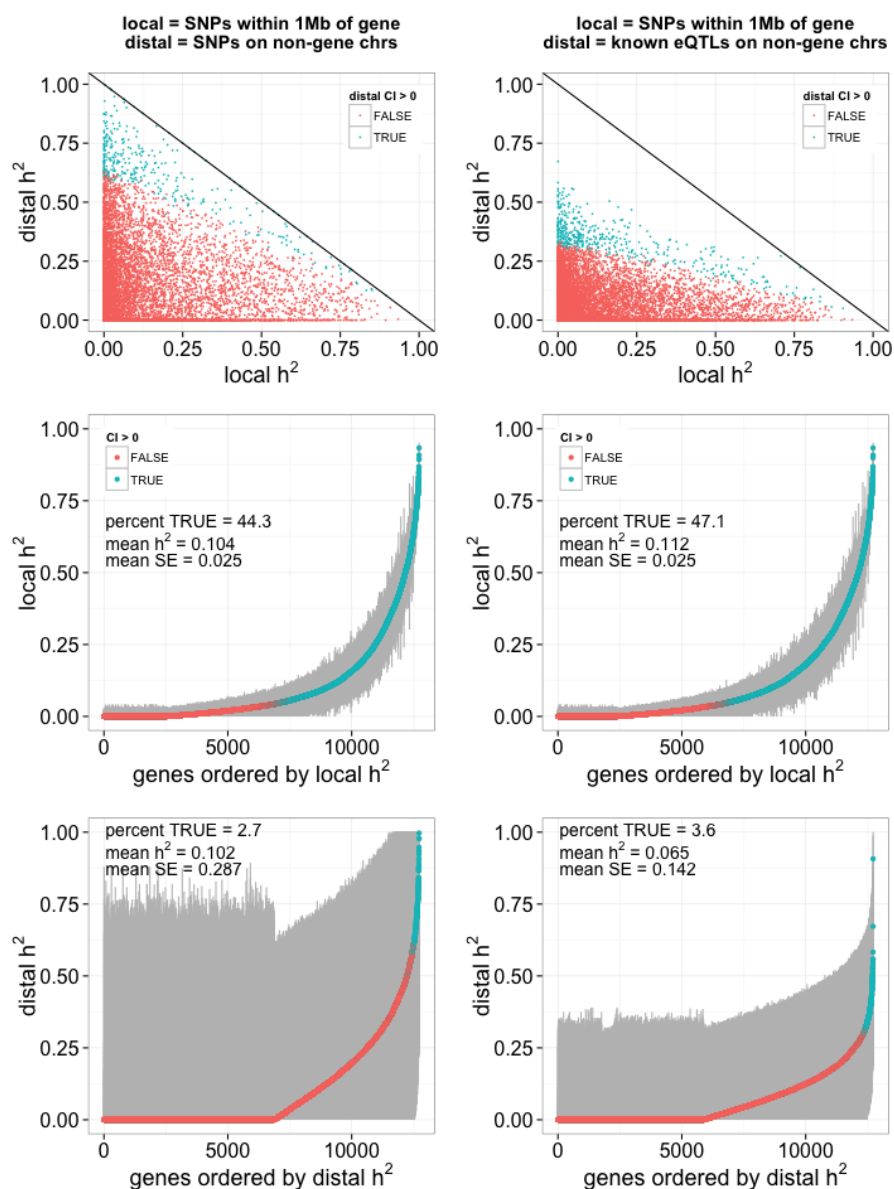 local = SNPs within 1Mb of gene
distal = SNPs on non-gene chrs
local = SNPs within 1Mb of gene
distal = known eQTLs on non-gene chrs
distal h²
1.00
0.75
0.50
0.25
0.00
distal CI > 0
FALSE
TRUE
0.00 0.25 0.50 0.75 1.00
local h²
distal h²
1.00
0.75
0.50
0.25
0.00
distal CI > 0
FALSE
TRUE
0.00 0.25 0.50 0.75 1.00
local h²
local h²
1.00
0.75
0.50
0.25
0.00
CI > 0
FALSE
TRUE
percent TRUE = 44.3
mean h² = 0.104
mean SE = 0.025
0 5000 10000
genes ordered by local h²
local h²
1.00
0.75
0.50
0.25
0.00
CI > 0
FALSE
TRUE
percent TRUE = 47.1
mean h² = 0.112
mean SE = 0.025
0 5000 10000
genes ordered by local h²
distal h²
1.00
0.75
0.50
0.25
0.00
percent TRUE = 2.7
mean h² = 0.102
mean SE = 0.287
0 5000 10000
genes ordered by distal h²
distal h²
1.00
0.75
0.50
0.25
0.00
percent TRUE = 3.6
mean h² = 0.065
mean SE = 0.142
0 5000 10000
genes ordered by distal h²